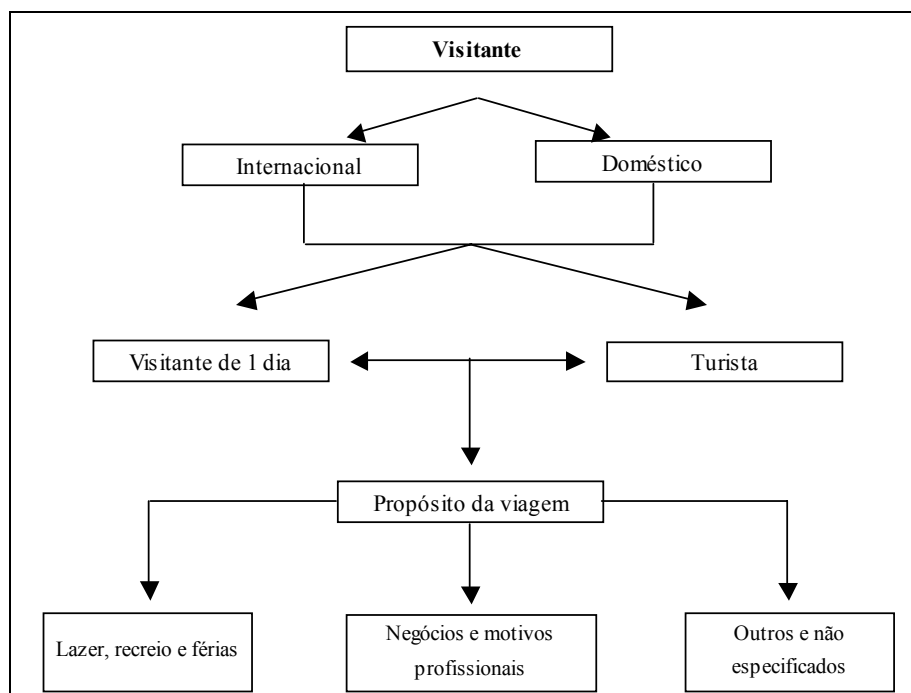 Visitante
Internacional
Doméstico
Visitante de 1 dia
Turista
Propósito da viagem
Lazer, recreio e férias
Negócios e motivos
profissionais
Outros e não
especificados